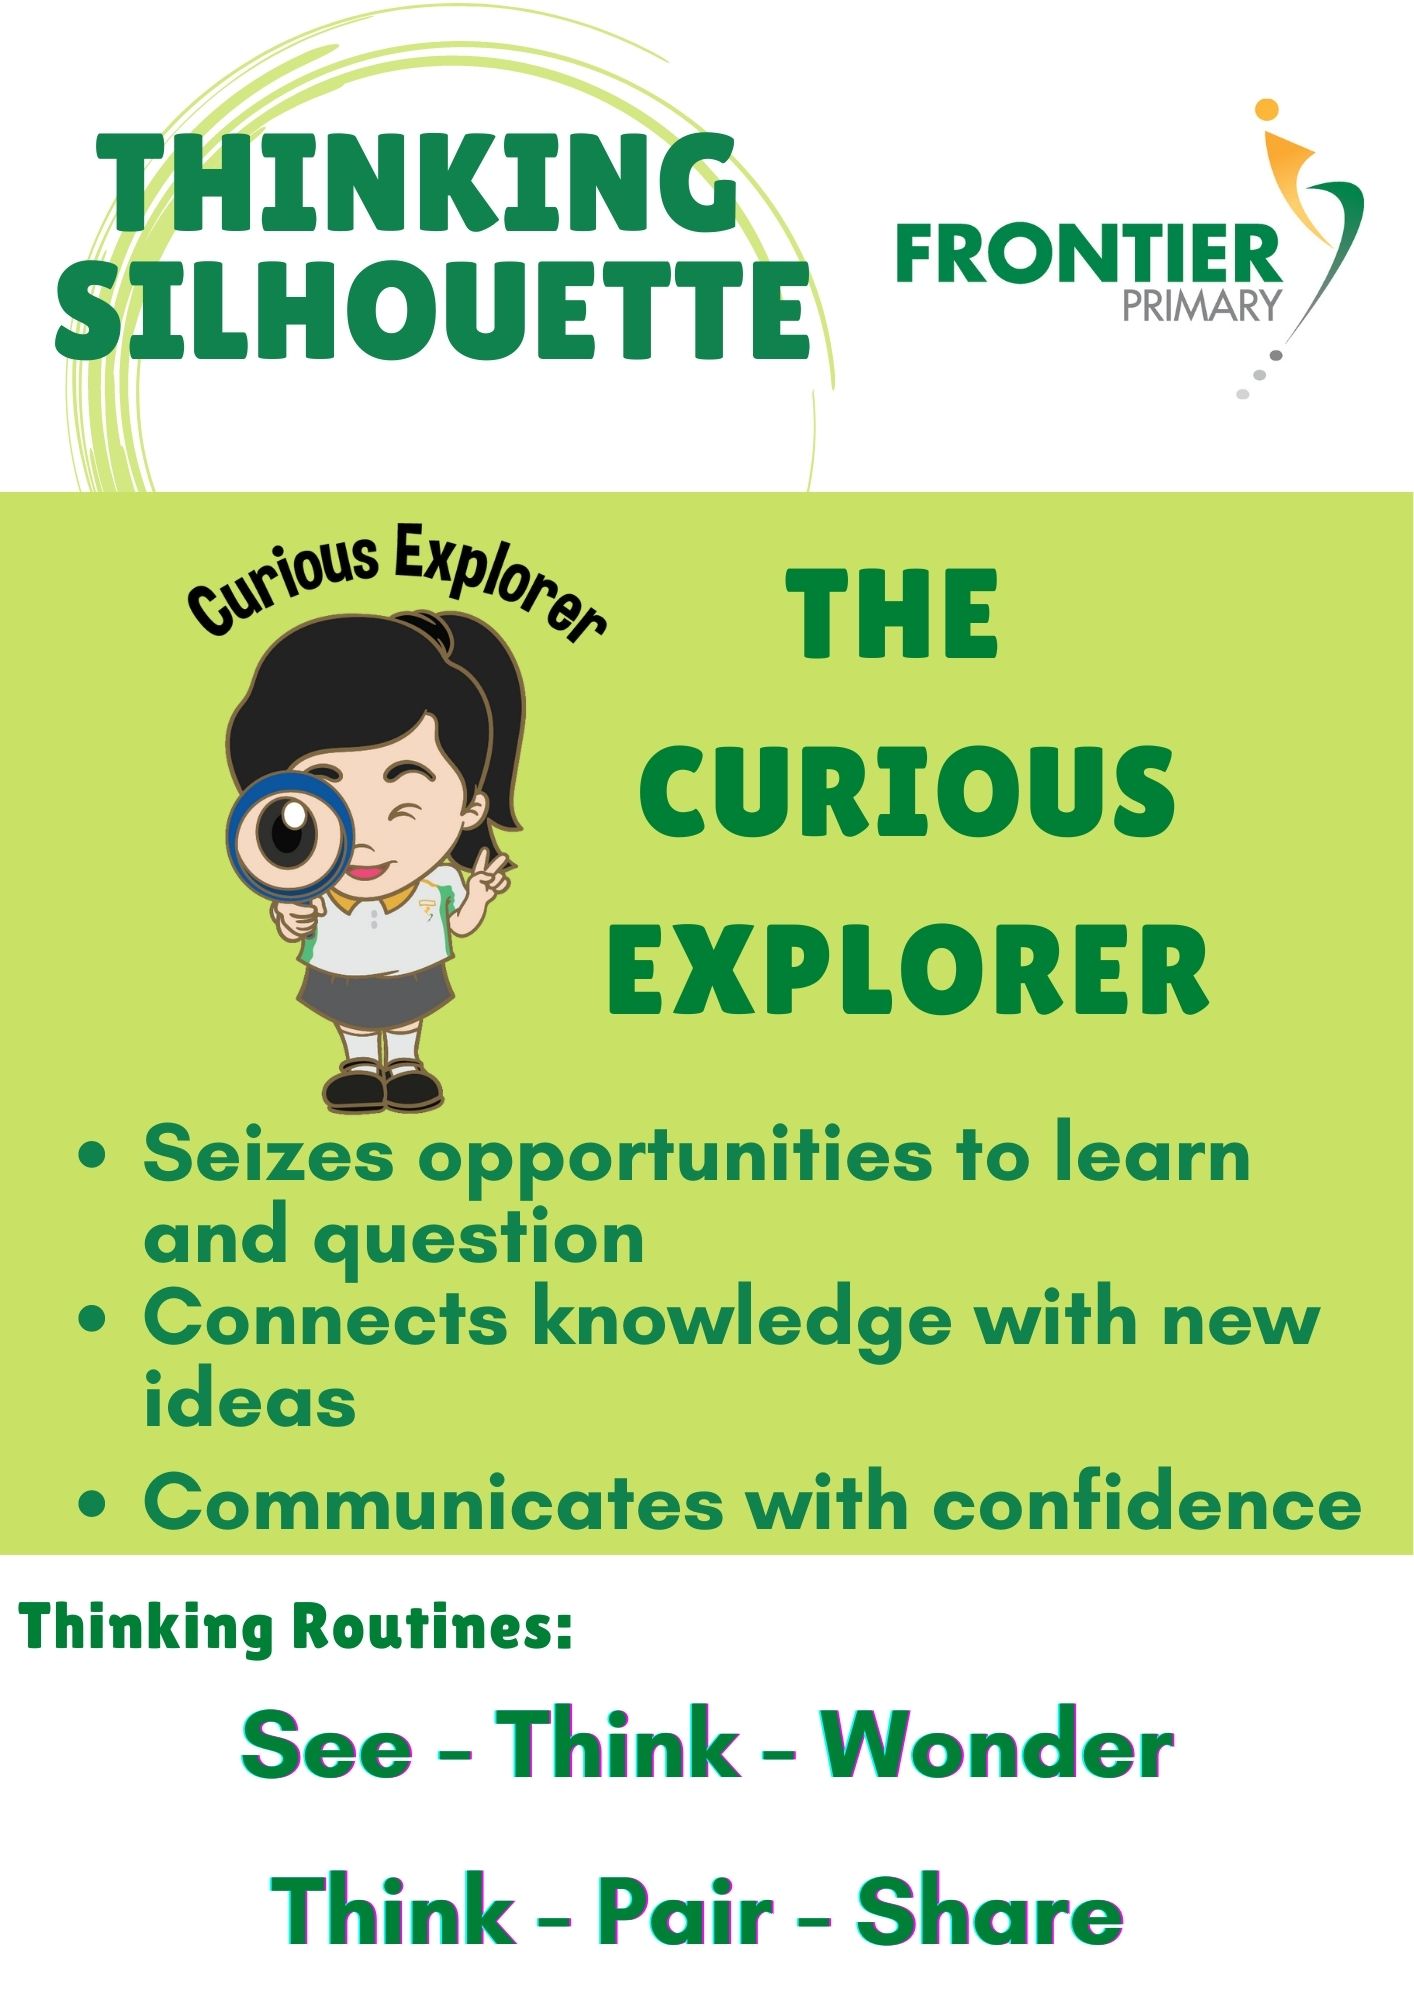 THINKING
SILHOUETTE
FRONTIER
PRIMARY
Curious Explorer
THE
CURIOUS
EXPLORER
• Seizes opportunities to learn
and question
• Connects knowledge with new
ideas
• Communicates with confidence
Thinking Routines:
See - Think - Wonder
Think - Pair - Share